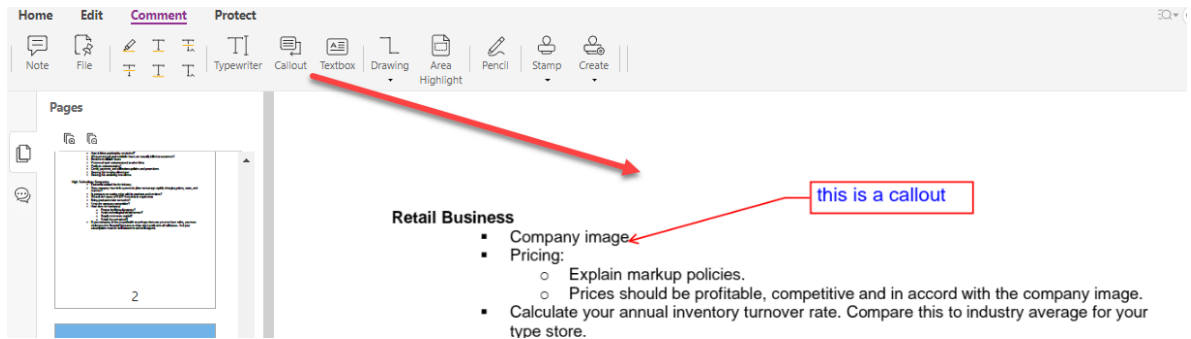 Home Edit Comment Protect
Note File Typewriter Callout Textbox Drawing Area Highlight Pencil Stamp Create
Pages
2
this is a callout
Retail Business
▪ Company image
▪ Pricing:
o Explain markup policies.
o Prices should be profitable, competitive and in accord with the company image.
▪ Calculate your annual inventory turnover rate. Compare this to industry average for your
type store.